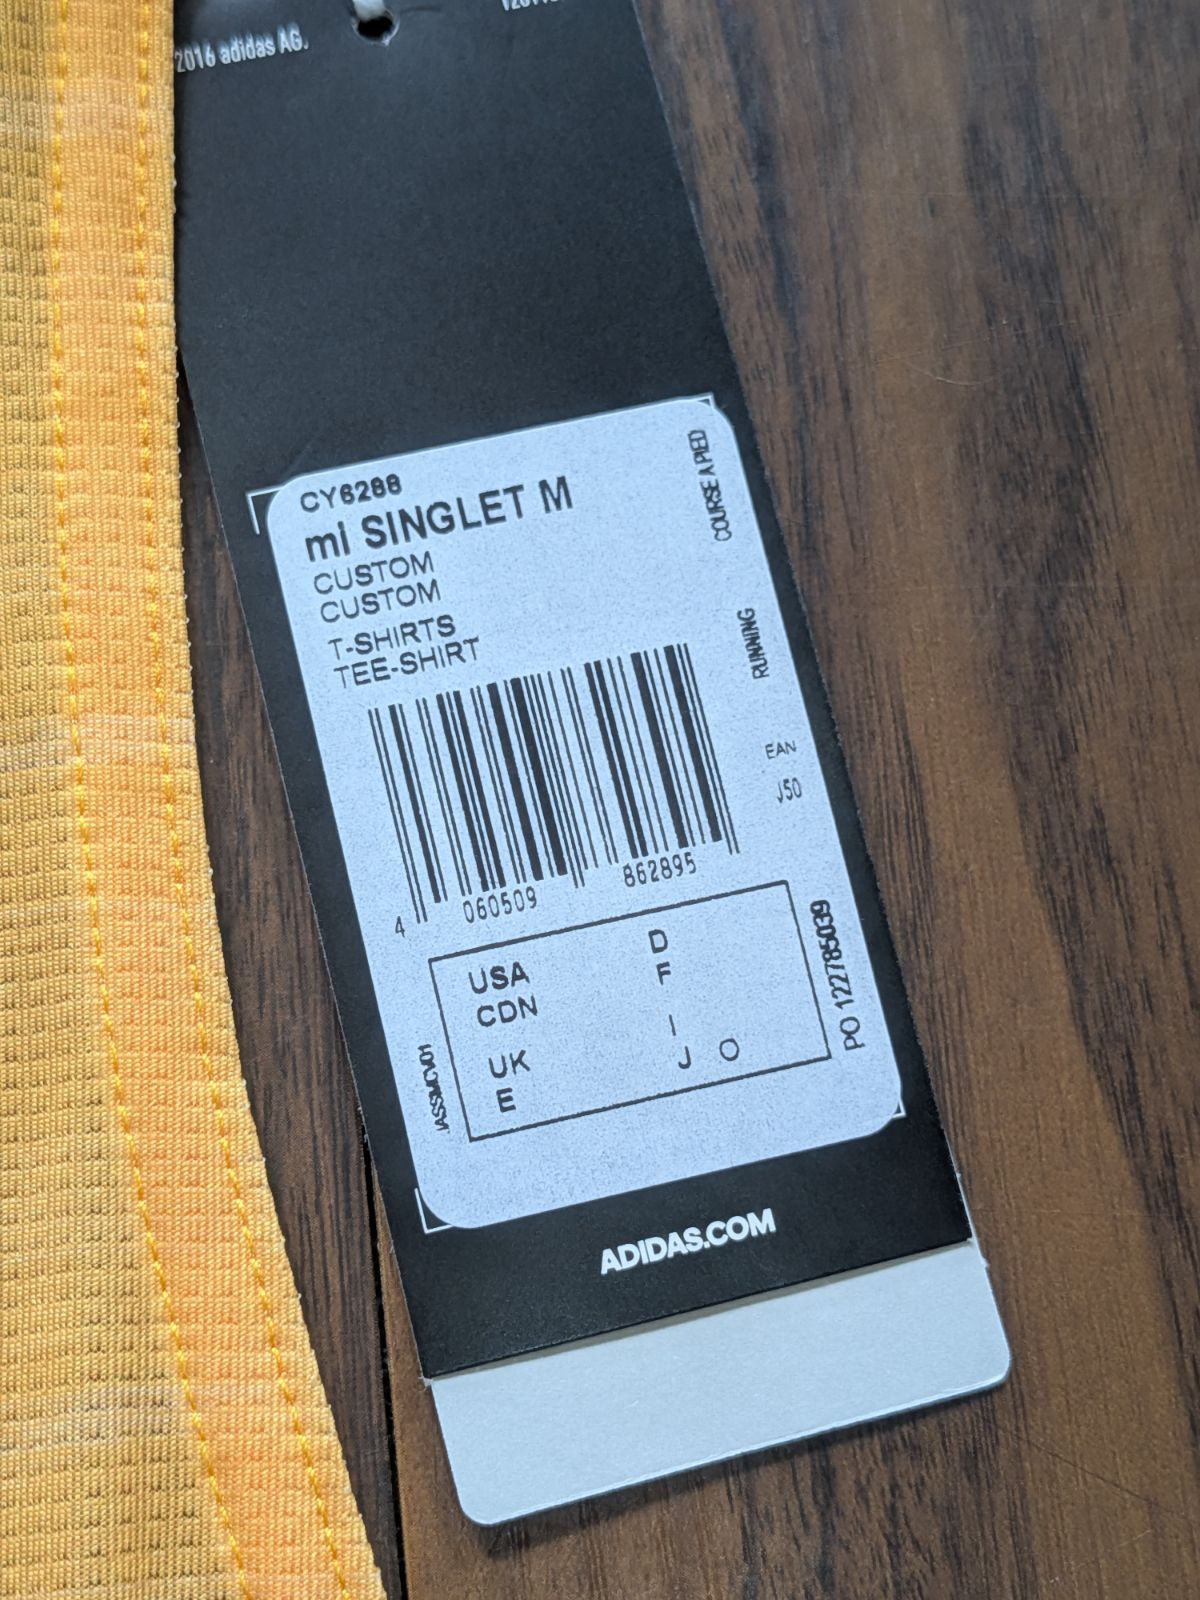 2016 adidas AG.
CY6288
mi SINGLET M
CUSTOM
CUSTOM
T-SHIRTS
TEE-SHIRT
COURSE A PIED
RUNNING
EAN
J50
4 060509 862895
USA D
CDN F
UK I
E J O
PO 122785039
ADIDAS.COM